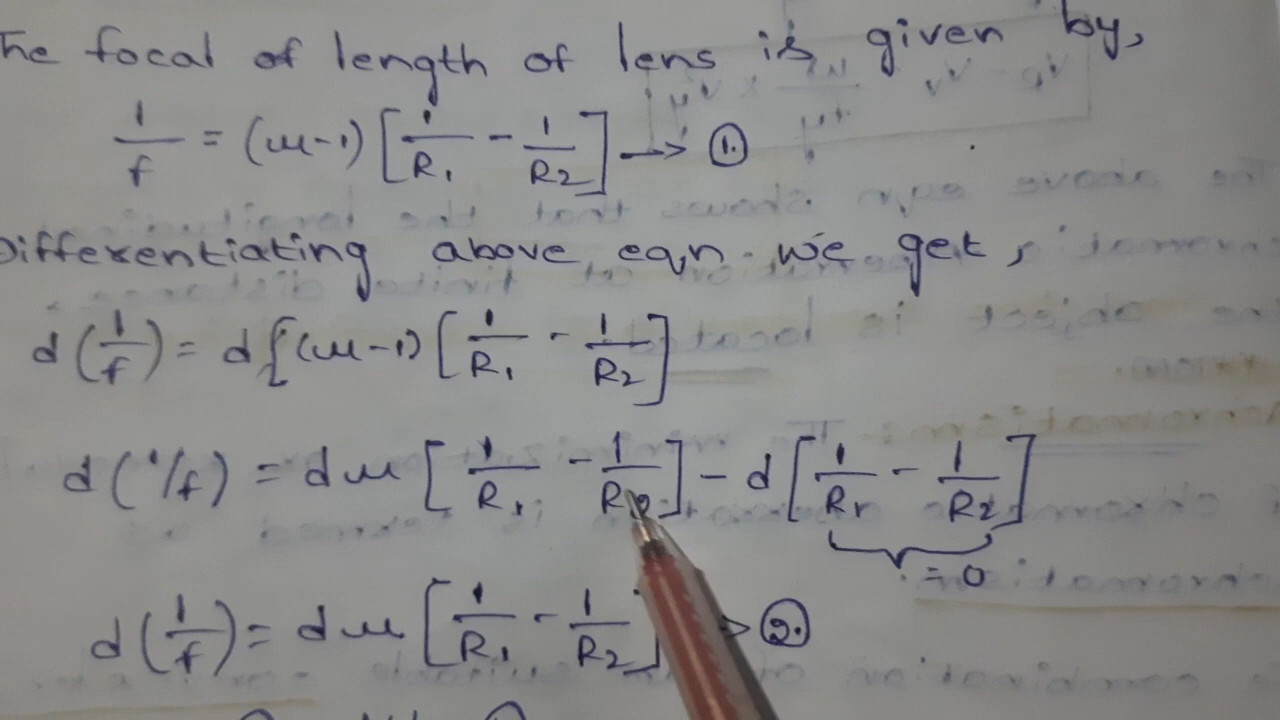 The focal of length of lens is given by,
1/f = (μ-1) [1/R1 - 1/R2] → ①
Differentiating above eqn we get,
d(1/f) = d{(μ-1) [1/R1 - 1/R2]
d(1/f) = dμ [1/R1 - 1/R2] - d[1/R1 - 1/R2]
= 0
d(1/f) = dμ [1/R1 - 1/R2] → ②